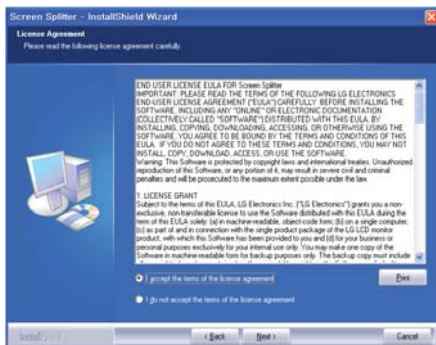 Screen Splitter - InstallShield Wizard
License Agreement
Please read the following license agreement carefully.
END USER LICENSE EULA FOR Screen Splitter
IMPORTANT: PLEASE READ THE TERMS OF THE FOLLOWING LG ELECTRONICS
END-USER LICENSE AGREEMENT ("EULA") CAREFULLY BEFORE INSTALLING THE
SOFTWARE, INCLUDING ANY "ONLINE" OR ELECTRONIC DOCUMENTATION
(COLLECTIVELY CALLED "SOFTWARE") DISTRIBUTED WITH THIS EULA. BY
INSTALLING, COPYING, DOWNLOADING, ACCESSING, OR OTHERWISE USING THE
SOFTWARE, YOU AGREE TO BE BOUND BY THE TERMS AND CONDITIONS OF THIS
EULA. IF YOU DO NOT AGREE TO THESE TERMS AND CONDITIONS, YOU MAY NOT
INSTALL, COPY, DOWNLOAD, ACCESS, OR USE THE SOFTWARE.
Warning: This Software is protected by copyright laws and international treaties. Unauthorized
reproduction of this Software, or any portion of it, may result in severe civil and criminal
penalties and will be prosecuted to the maximum extent possible under the law.
1. LICENSE GRANT
Subject to the terms of this EULA, LG Electronics Inc. ("LG Electronics") grants you a non-
exclusive, non-transferable license to use the Software distributed with this EULA during the
term of this EULA solely: (a) in machine-readable, object-code form; (b) on a single computer;
(c) as part of and in connection with the single product package of the LG LCD monitor
product, with which this Software has been provided to you and (d) for your business or
personal purposes exclusively for your internal use only. You may make one copy of the
Software in machine-readable form for backup purposes only. The backup copy must include
I accept the terms of the license agreement
Print
I do not accept the terms of the license agreement
InstallShield
< Back
Next >
Cancel